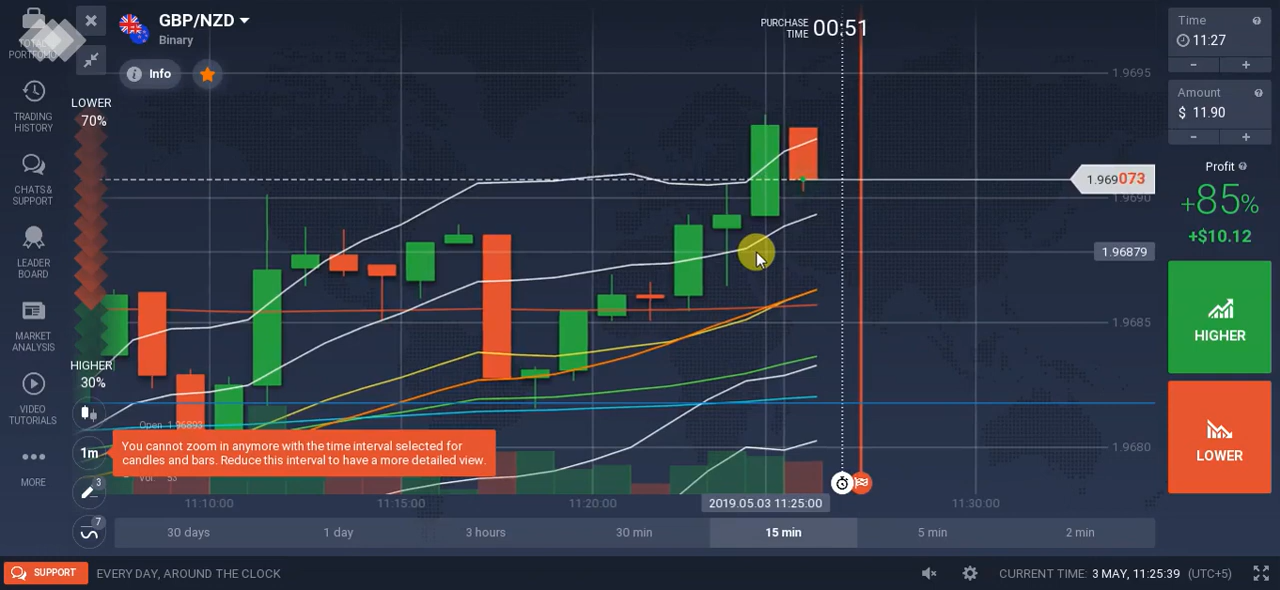 GBP/NZD
Binary
Info
PURCHASE
TIME
00:51
TOTAL
TRADING
HISTORY
CHATS &
SUPPORT
LEADER
BOARD
MARKET
ANALYSIS
VIDEO
TUTORIALS
MORE
LOWER
70%
HIGHER
30%
1m
3
7
You cannot zoom in anymore with the time interval selected for
candles and bars. Reduce this interval to have a more detailed view.
1.9695
1.969073
1.9690
1.96879
1.9685
1.9680
11:10:00
11:15:00
11:20:00
2019.05.03 11:25:00
11:30:00
30 days
1 day
3 hours
30 min
15 min
5 min
2 min
Time
11:27
-
+
Amount
$ 11.90
-
+
Profit
+85%
+$10.12
HIGHER
LOWER
SUPPORT
EVERY DAY, AROUND THE CLOCK
CURRENT TIME: 3 MAY, 11:25:39 (UTC+5)